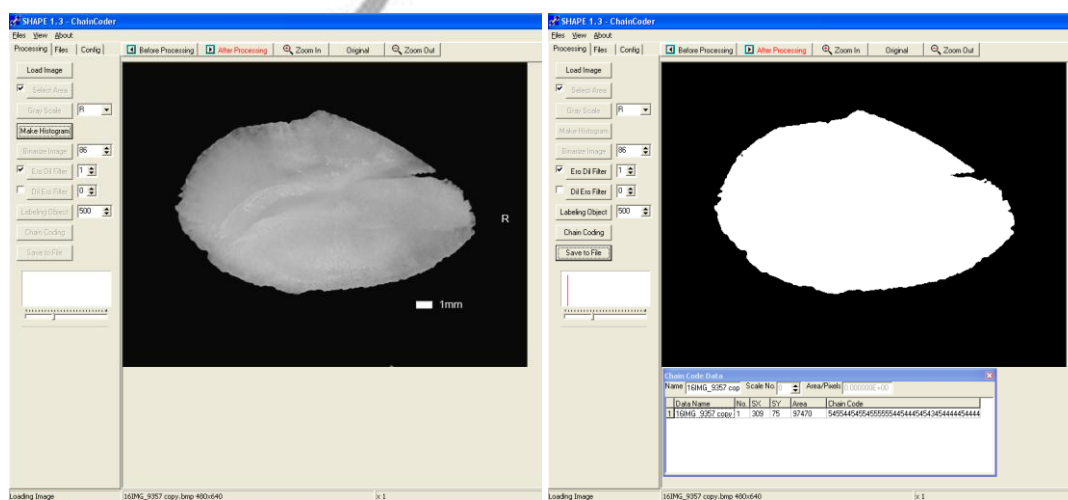 SHAPE 1.3 - ChainCoder
Files View About
Processing Files Config Before Processing After Processing Zoom In Original Zoom Out
Load Image
Select Area
Gray Scale R
Make Histogram
Binarize Image 86
Ero Dil Filter 1
Dil Ero Filter 0
Labeling Object 500
Chain Coding
Save to File
R
1mm
Loading Image 16IMG_9357 copy.bmp 480x640 x 1
SHAPE 1.3 - ChainCoder
Files View About
Processing Files Config Before Processing After Processing Zoom In Original Zoom Out
Load Image
Select Area
Gray Scale R
Make Histogram
Binarize Image 86
Ero Dil Filter 1
Dil Ero Filter 0
Labeling Object 500
Chain Coding
Save to File
Chain Code Data
Name 16IMG_9357 cop Scale No. 0 Area/Pixels 0.000000E+00
Data Name No. SX SY Area Chain Code
1 16IMG_9357 copy 1 309 75 97470
Loading Image 16IMG_9357 copy.bmp 480x640 x 1